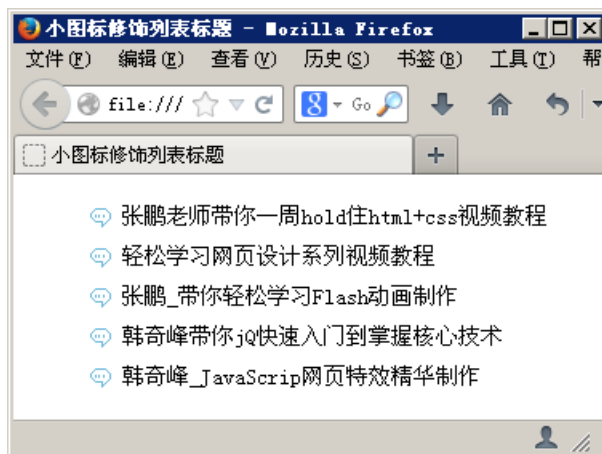 小图标修饰列表标题 - Mozilla Firefox
文件(F) 编辑(E) 查看(V) 历史(S) 书签(B) 工具(T) 帮
file:/// Go
小图标修饰列表标题
张鹏老师带你一周hold住html+css视频教程
轻松学习网页设计系列视频教程
张鹏_带你轻松学习Flash动画制作
韩奇峰带你jQ快速入门到掌握核心技术
韩奇峰_JavaScrip网页特效精华制作